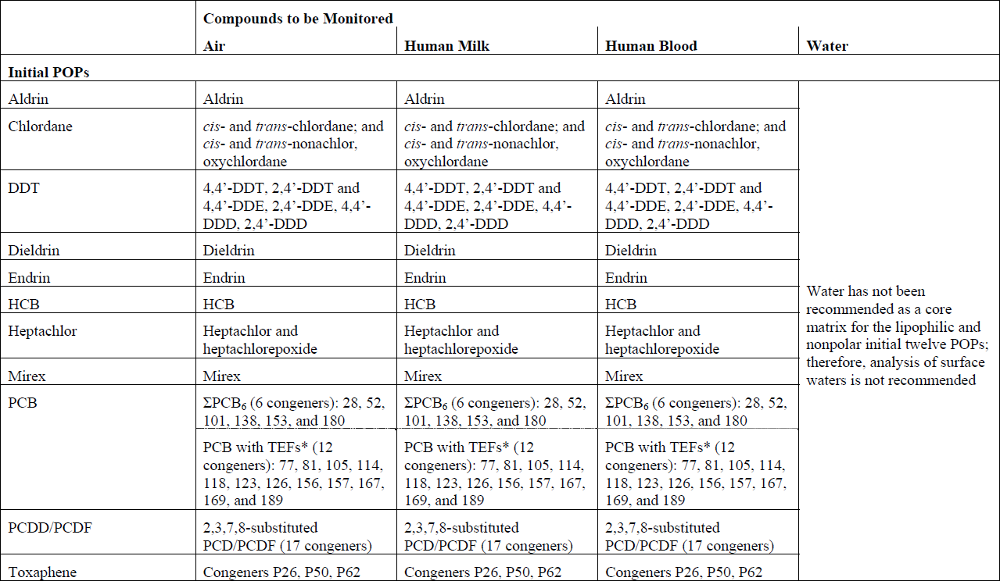 Compounds to be Monitored
Air Human Milk Human Blood Water
Initial POPs
Aldrin Aldrin Aldrin Aldrin
Chlordane cis- and trans-chlordane; and cis- and trans-chlordane; and cis- and trans-chlordane; and
cis- and trans-nonachlor, cis- and trans-nonachlor, cis- and trans-nonachlor,
oxychlordane oxychlordane oxychlordane
DDT 4,4’-DDT, 2,4’-DDT and 4,4’-DDT, 2,4’-DDT and 4,4’-DDT, 2,4’-DDT and
4,4’-DDE, 2,4’-DDE, 4,4’- 4,4’-DDE, 2,4’-DDE, 4,4’- 4,4’-DDE, 2,4’-DDE, 4,4’-
DDD, 2,4’-DDD DDD, 2,4’-DDD DDD, 2,4’-DDD
Dieldrin Dieldrin Dieldrin Dieldrin
Endrin Endrin Endrin Endrin
HCB HCB HCB HCB
Heptachlor Heptachlor and Heptachlor and Heptachlor and
heptachlorepoxide heptachlorepoxide heptachlorepoxide
Mirex Mirex Mirex Mirex
PCB ΣPCB₆ (6 congeners): 28, 52, ΣPCB₆ (6 congeners): 28, 52, ΣPCB₆ (6 congeners): 28, 52,
101, 138, 153, and 180 101, 138, 153, and 180 101, 138, 153, and 180
PCB with TEFs* (12 PCB with TEFs* (12 PCB with TEFs* (12
congeners): 77, 81, 105, 114, congeners): 77, 81, 105, 114, congeners): 77, 81, 105, 114,
118, 123, 126, 156, 157, 167, 118, 123, 126, 156, 157, 167, 118, 123, 126, 156, 157, 167,
169, and 189 169, and 189 169, and 189
PCDD/PCDF 2,3,7,8-substituted 2,3,7,8-substituted 2,3,7,8-substituted
PCD/PCDF (17 congeners) PCD/PCDF (17 congeners) PCD/PCDF (17 congeners)
Toxaphene Congeners P26, P50, P62 Congeners P26, P50, P62 Congeners P26, P50, P62
Water has not been
recommended as a core
matrix for the lipophilic and
nonpolar initial twelve POPs;
therefore, analysis of surface
waters is not recommended